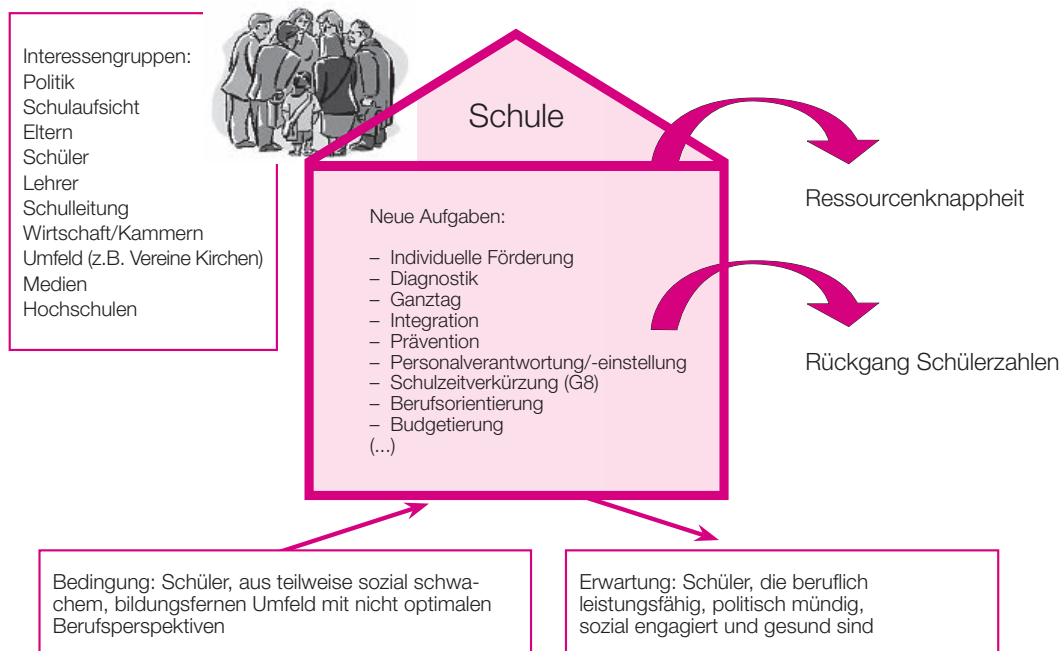 Interessengruppen:
Politik
Schulaufsicht
Eltern
Schüler
Lehrer
Schulleitung
Wirtschaft/Kammern
Umfeld (z.B. Vereine Kirchen)
Medien
Hochschulen
Schule
Neue Aufgaben:
– Individuelle Förderung
– Diagnostik
– Ganztag
– Integration
– Prävention
– Personalverantwortung/-einstellung
– Schulzeitverkürzung (G8)
– Berufsorientierung
– Budgetierung
(...)
Ressourcenknappheit
Rückgang Schülerzahlen
Bedingung: Schüler, aus teilweise sozial schwa-
chem, bildungsfernen Umfeld mit nicht optimalen
Berufsperspektiven
Erwartung: Schüler, die beruflich
leistungsfähig, politisch mündig,
sozial engagiert und gesund sind